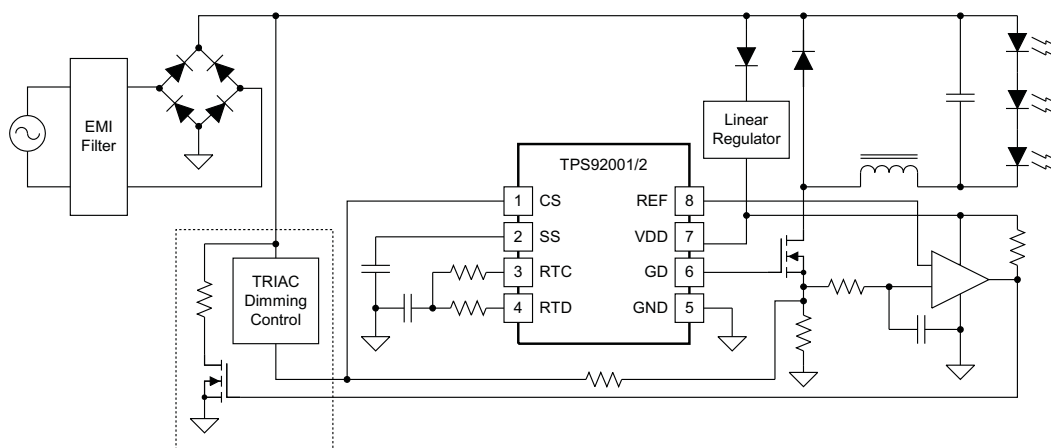 EMI
Filter
Linear
Regulator
TPS92001/2
1 CS REF 8
2 SS VDD 7
3 RTC GD 6
4 RTD GND 5
TRIAC
Dimming
Control